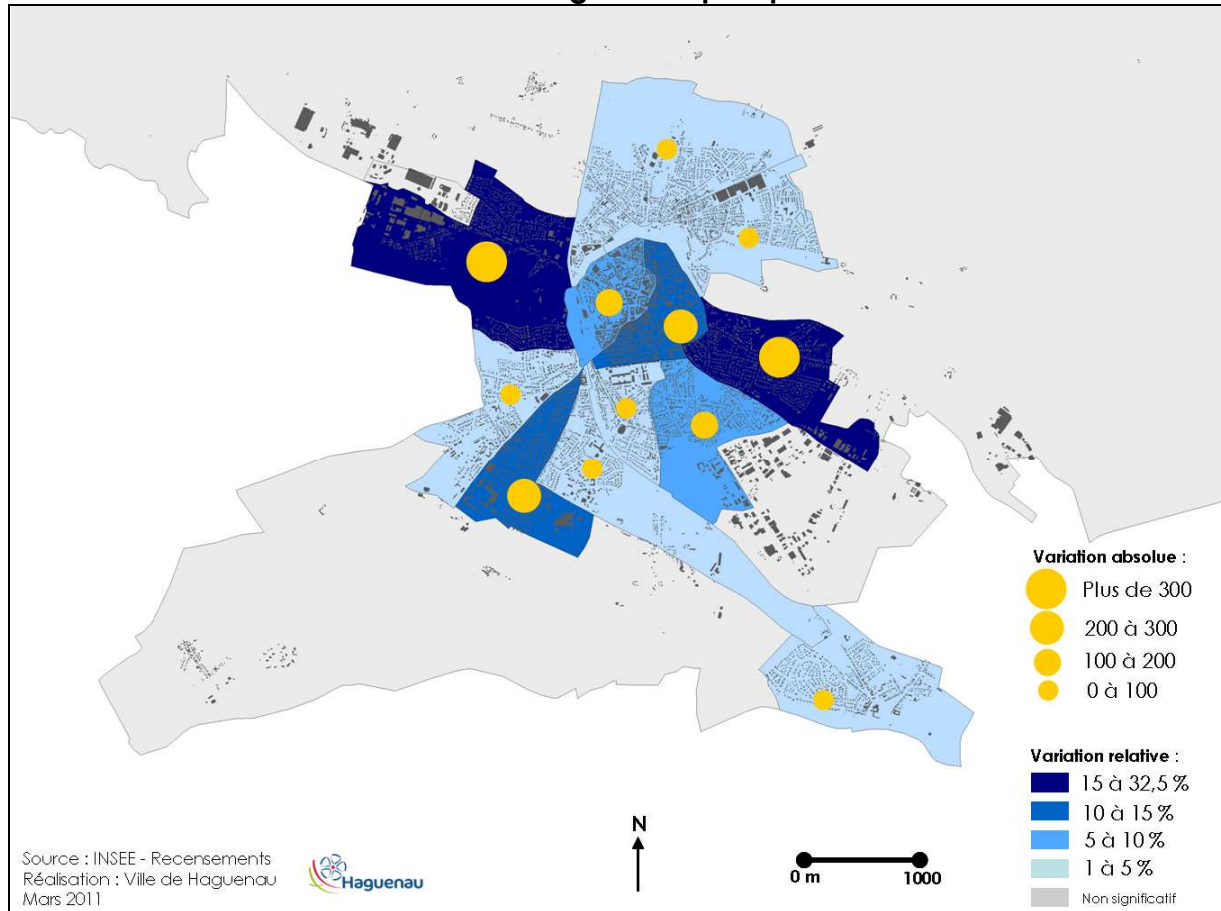 Variation absolue :
Plus de 300
200 à 300
100 à 200
0 à 100
Variation relative :
15 à 32,5 %
10 à 15 %
5 à 10 %
1 à 5 %
Non significatif
N
0 m 1000
Source : INSEE - Recensements
Réalisation : Ville de Haguenau
Mars 2011
Haguenau